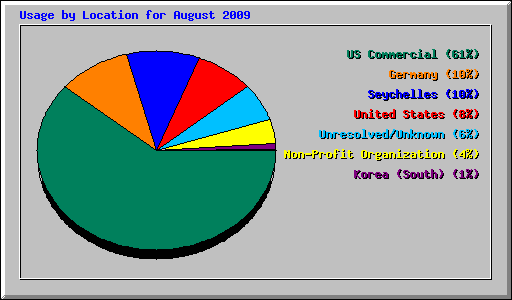 Usage by Location for August 2009
US Commercial (61%)
Germany (10%)
Seychelles (10%)
United States (8%)
Unresolved/Unknown (6%)
Non-Profit Organization (4%)
Korea (South) (1%)